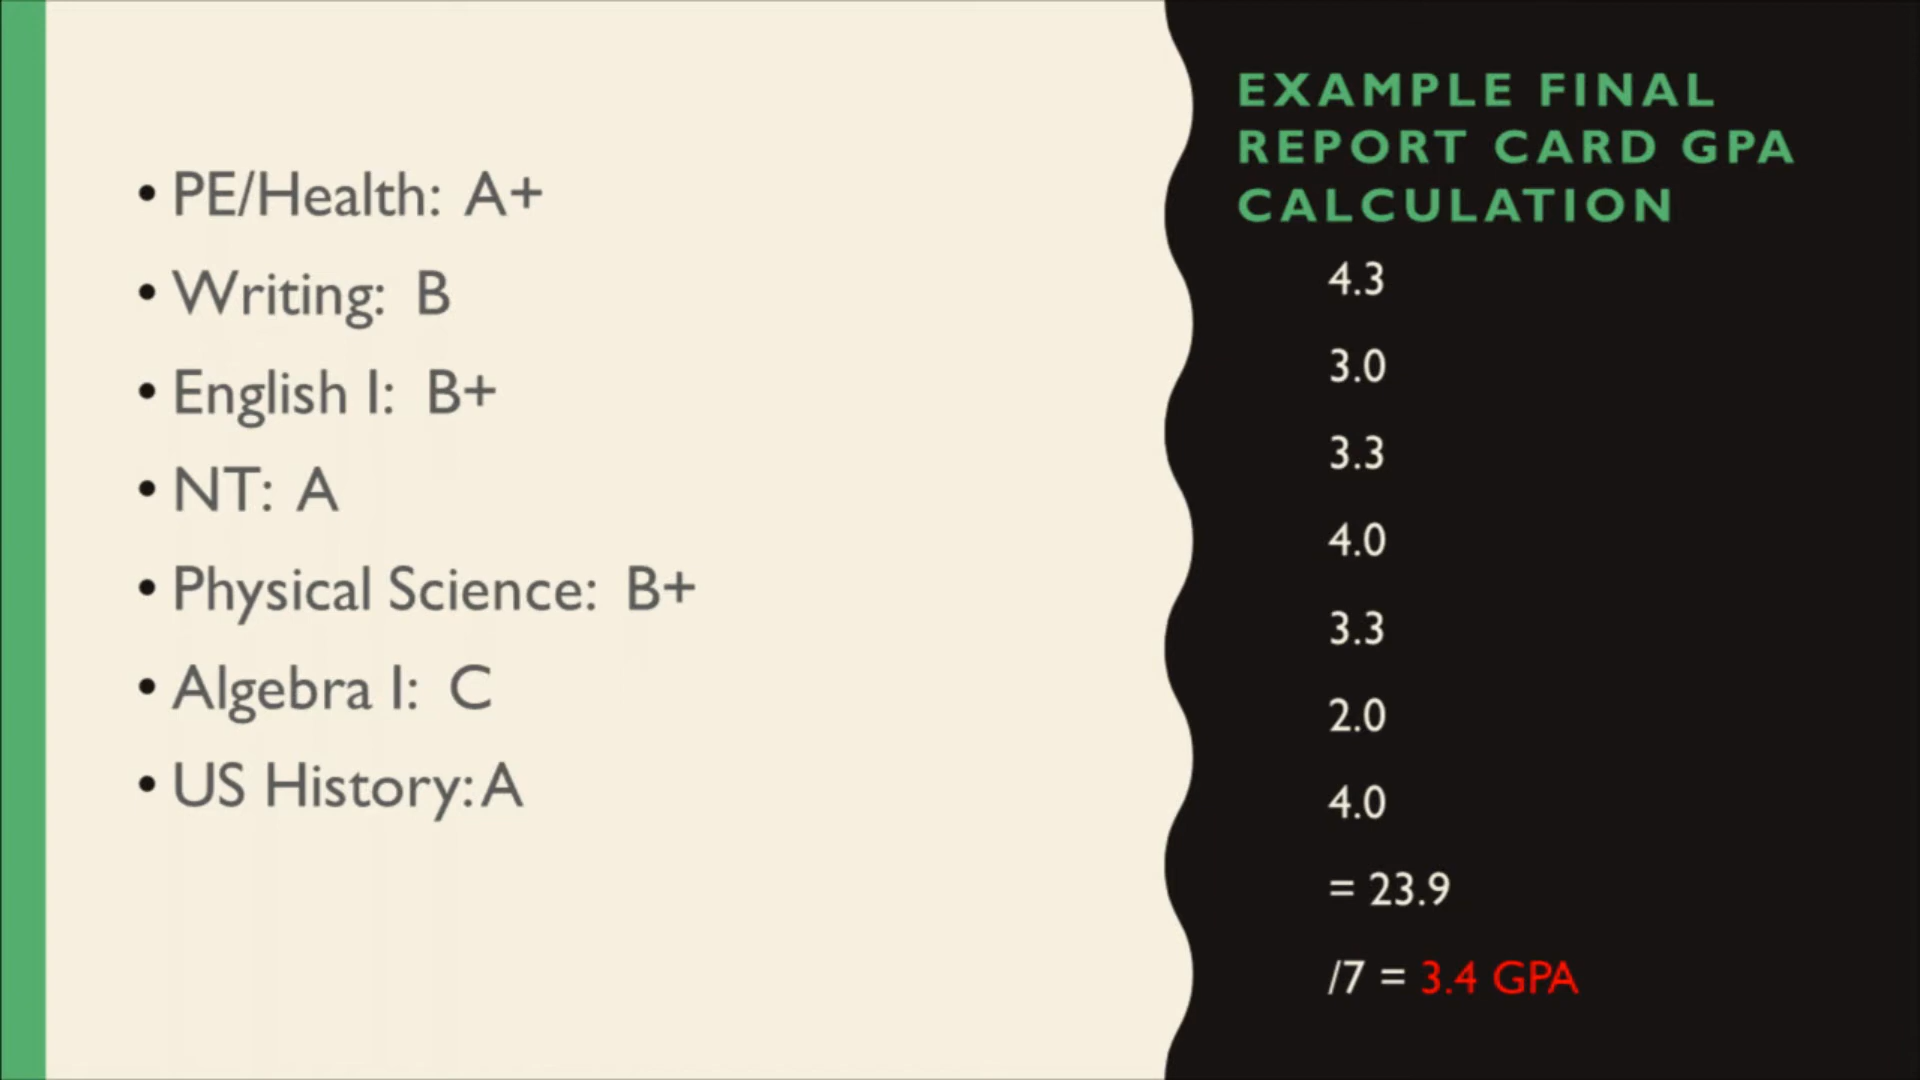 EXAMPLE FINAL
REPORT CARD GPA
CALCULATION
• PE/Health: A+
• Writing: B
• English I: B+
• NT: A
• Physical Science: B+
• Algebra I: C
• US History: A
4.3
3.0
3.3
4.0
3.3
2.0
4.0
= 23.9
/7 = 3.4 GPA